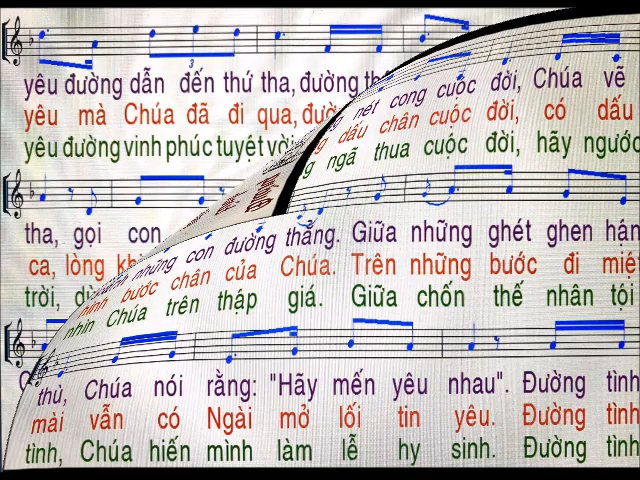 yêu đường dẫn đến thứ tha, đường
yêu mà Chúa đã đi qua,
yêu đường vinh phúc tuyệt vời
nét cong cuộc đời, Chúa vẽ
dấu chân cuộc đời, có dấu
ngã thua cuộc đời, hãy ngước
tha, gọi con
ca, lòng
trời,
những con đường thẳng. Giữa những ghét ghen hận
bước chân của Chúa. Trên những bước đi
nhìn Chúa trên thập giá. Giữa chốn thế nhân tội
thù, Chúa nói rằng: "Hãy mến yêu nhau". Đường tình
mài vẫn có Ngài mở lối tin yêu. Đường tình
tình, Chúa hiến mình làm lễ hy sinh. Đường tình